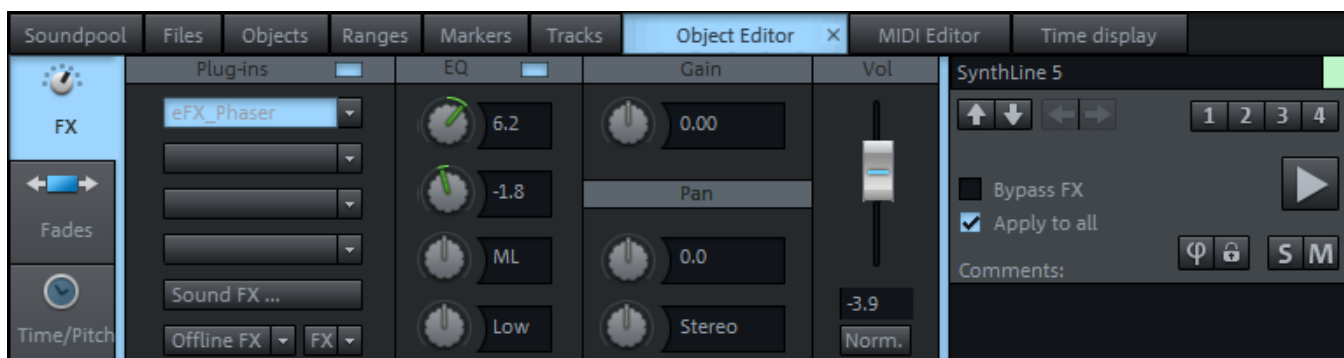 Soundpool Files Objects Ranges Markers Tracks Object Editor × MIDI Editor Time display
FX
Fades
Time/Pitch
Plug-ins
eFX_Phaser
Sound FX ...
Offline FX FX
EQ
6.2
-1.8
ML
Low
Gain
0.00
Pan
0.0
Stereo
Vol
-3.9
Norm.
SynthLine 5
1 2 3 4
Bypass FX
Apply to all
φ S M
Comments: